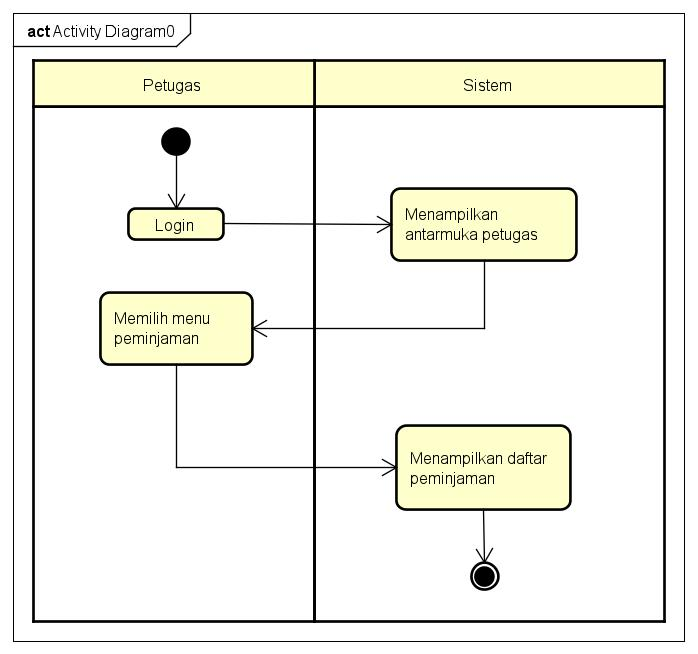 act Activity Diagram0
Petugas
Sistem
Login
Menampilkan
antarmuka petugas
Memilih menu
peminjaman
Menampilkan daftar
peminjaman